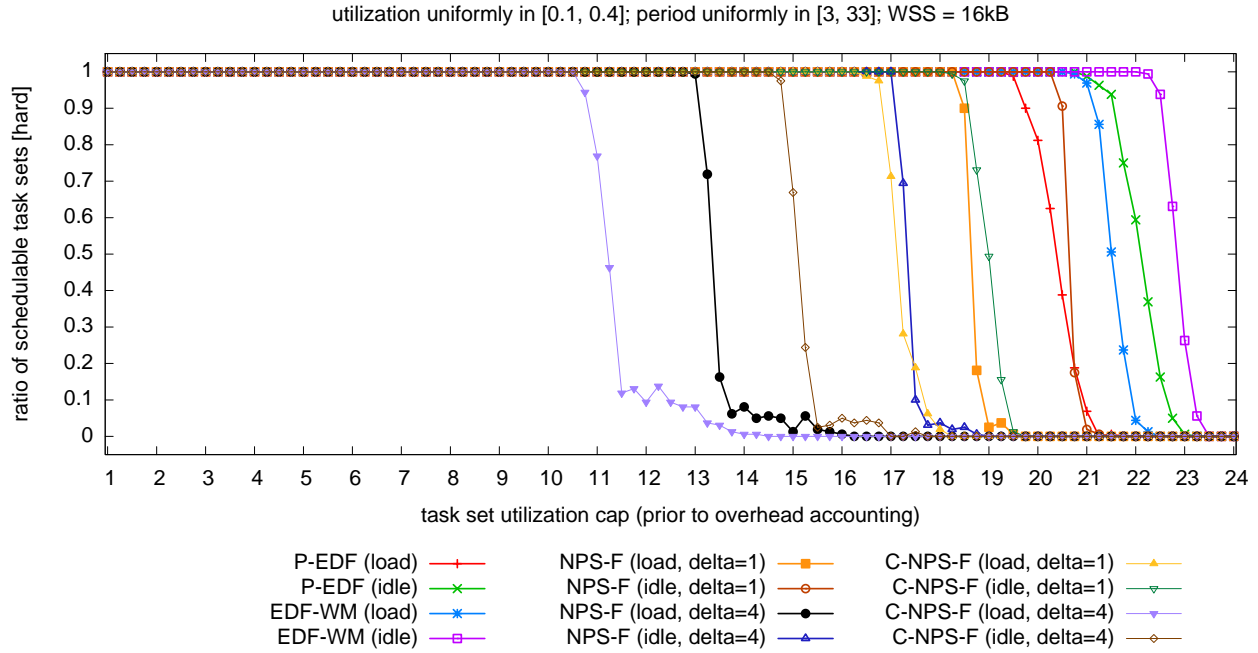 utilization uniformly in [0.1, 0.4]; period uniformly in [3, 33]; WSS = 16kB
1
0.9
0.8
0.7
0.6
0.5
0.4
0.3
0.2
0.1
0
ratio of schedulable task sets [hard]
1 2 3 4 5 6 7 8 9 10 11 12 13 14 15 16 17 18 19 20 21 22 23 24
task set utilization cap (prior to overhead accounting)
P-EDF (load) NPS-F (load, delta=1) C-NPS-F (load, delta=1)
P-EDF (idle) NPS-F (idle, delta=1) C-NPS-F (idle, delta=1)
EDF-WM (load) NPS-F (load, delta=4) C-NPS-F (load, delta=4)
EDF-WM (idle) NPS-F (idle, delta=4) C-NPS-F (idle, delta=4)